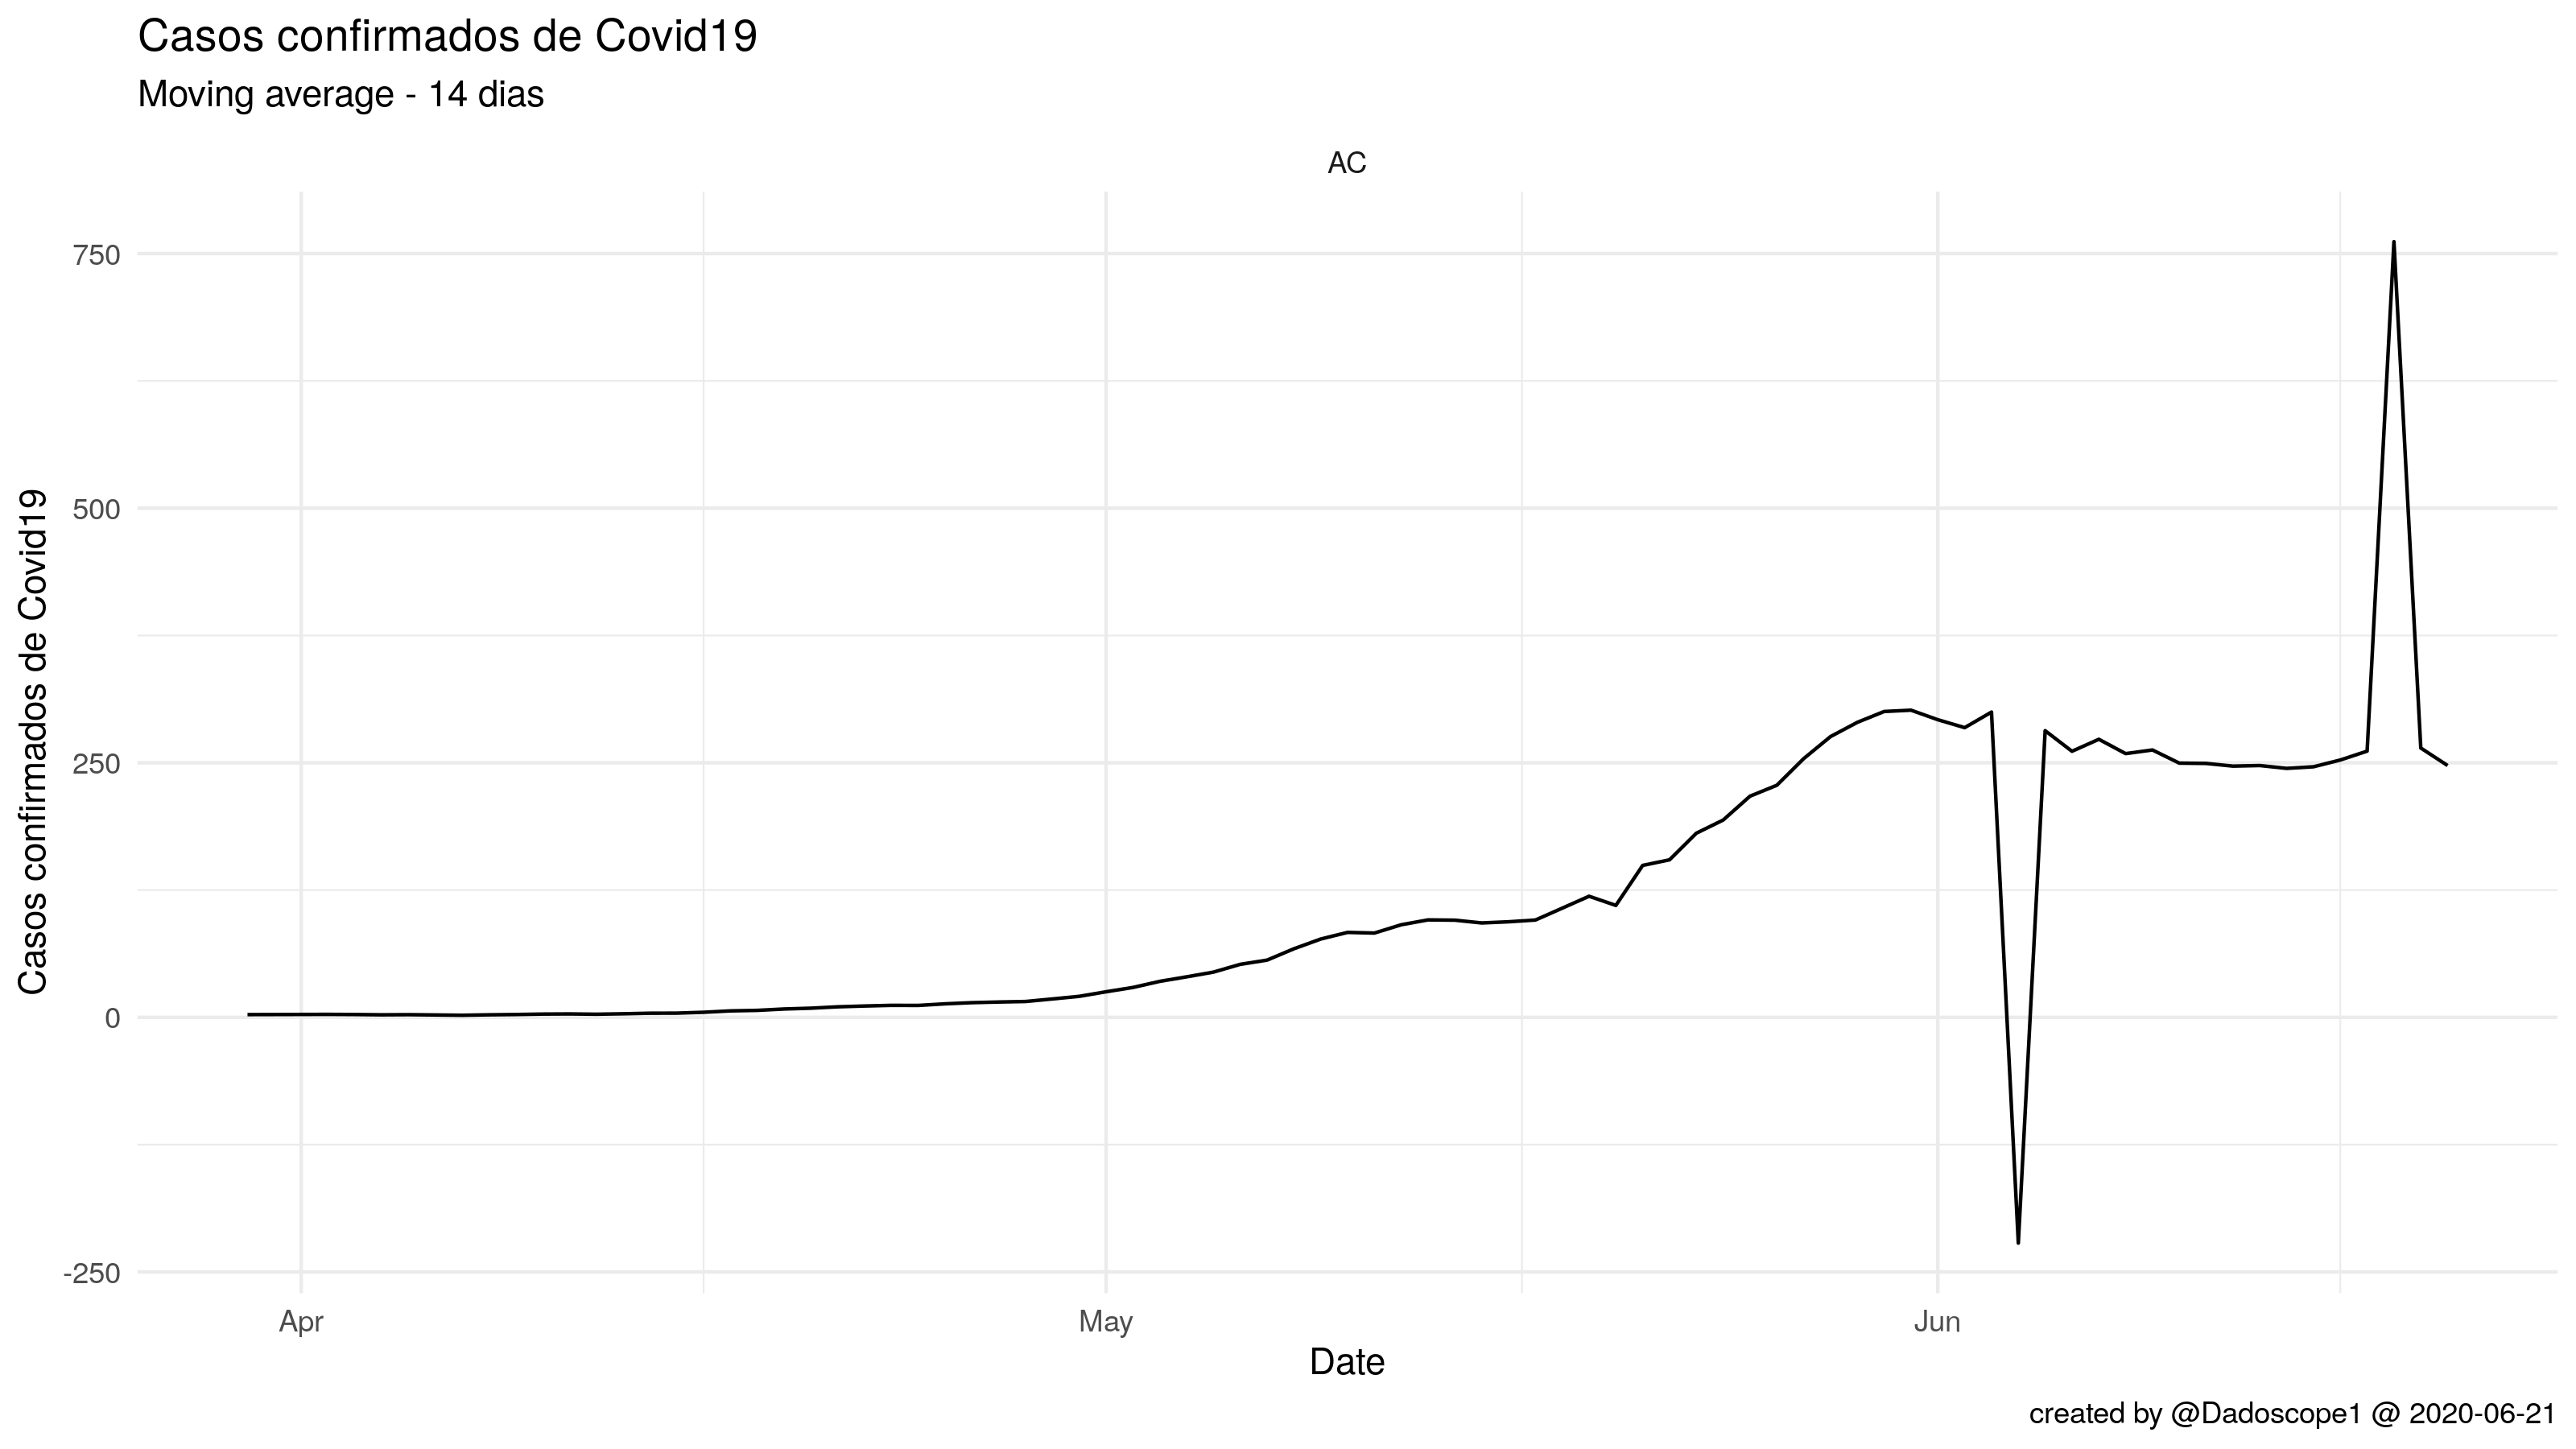 Casos confirmados de Covid19
Moving average - 14 dias
AC
Casos confirmados de Covid19
750
500
250
0
-250
Apr
May
Jun
Date
created by @Dadoscope1 @ 2020-06-21